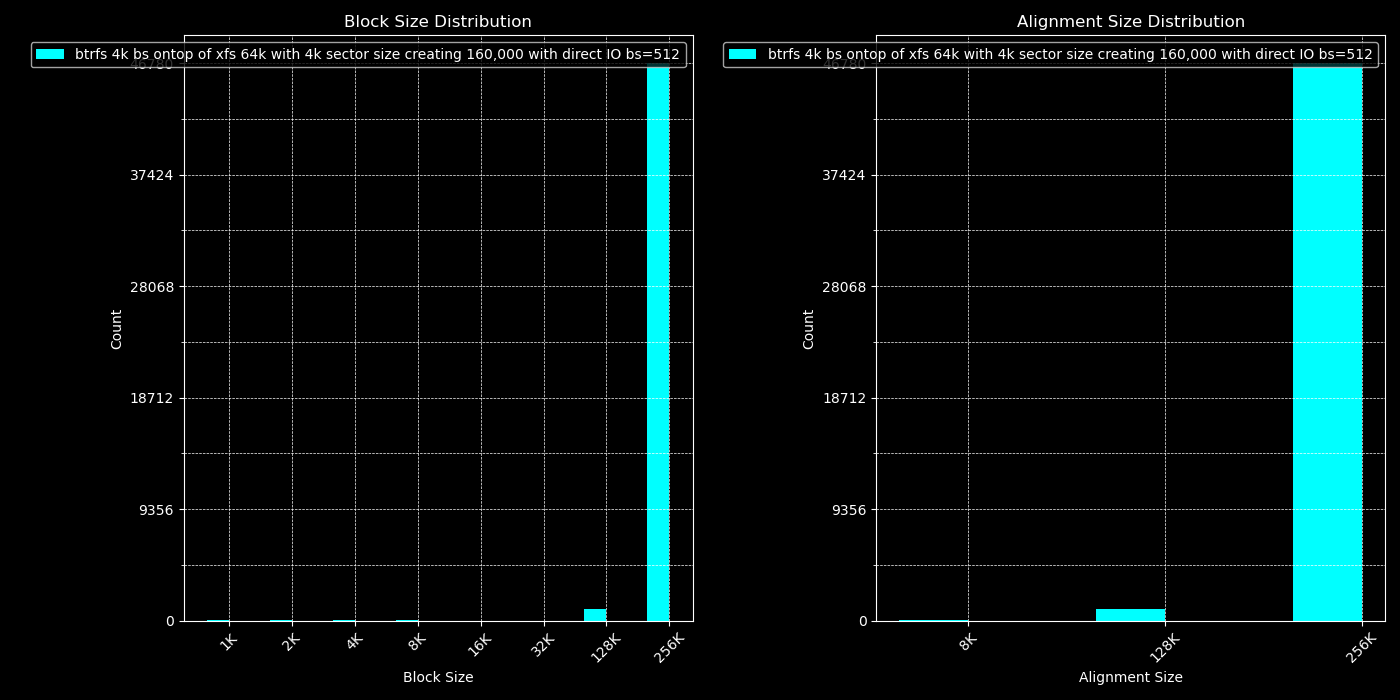 Block Size Distribution
btrfs 4k bs ontop of xfs 64k with 4k sector size creating 160,000 with direct IO bs=512
46780
37424
28068
18712
9356
0
Count
1K
2K
4K
8K
16K
32K
128K
256K
Block Size
Alignment Size Distribution
btrfs 4k bs ontop of xfs 64k with 4k sector size creating 160,000 with direct IO bs=512
46780
37424
28068
18712
9356
0
Count
8K
128K
256K
Alignment Size